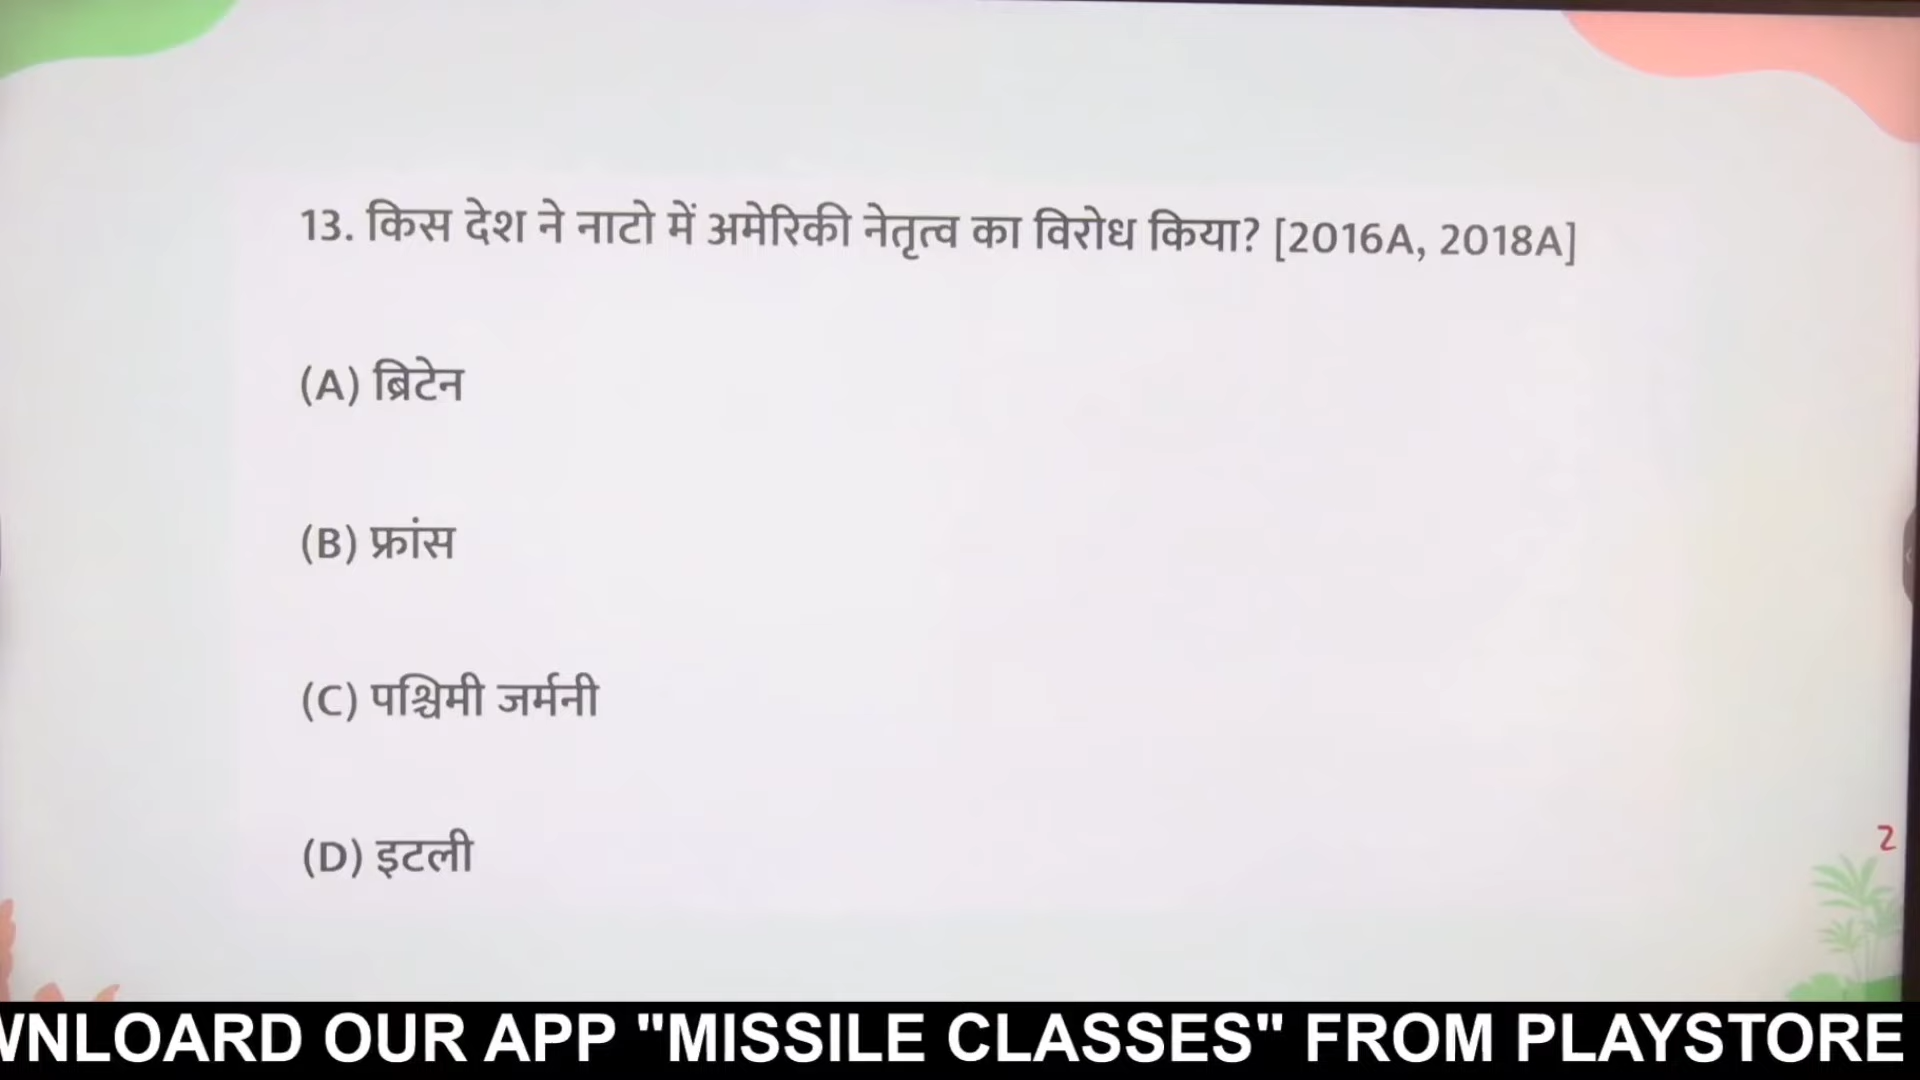 13. किस देश ने नाटो में अमेरिकी नेतृत्व का विरोध किया? [2016A, 2018A]
(A) ब्रिटेन
(B) फ्रांस
(C) पश्चिमी जर्मनी
(D) इटली
2
WNLOARD OUR APP "MISSILE CLASSES" FROM PLAYSTORE